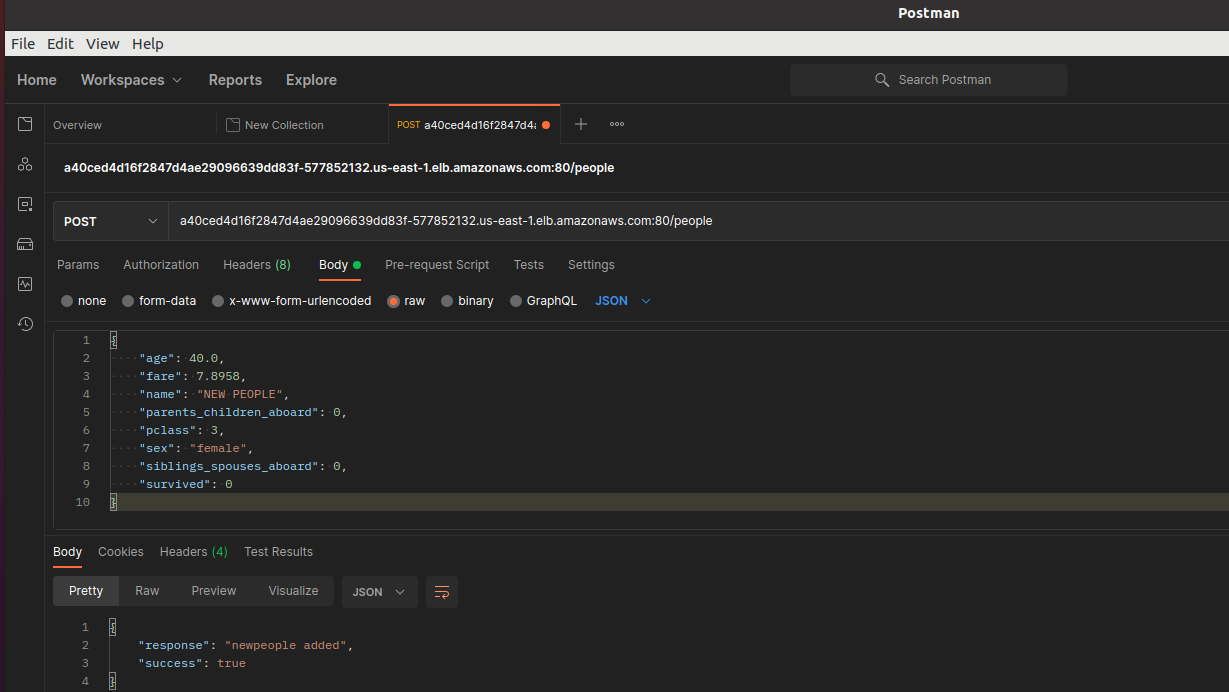 Postman
File Edit View Help
Home Workspaces Reports Explore Search Postman
Overview New Collection POST a40ced4d16f2847d4a
a40ced4d16f2847d4ae29096639dd83f-577852132.us-east-1.elb.amazonaws.com:80/people
POST a40ced4d16f2847d4ae29096639dd83f-577852132.us-east-1.elb.amazonaws.com:80/people
Params Authorization Headers (8) Body Pre-request Script Tests Settings
none form-data x-www-form-urlencoded raw binary GraphQL JSON
1 {
2 "age": 40.0,
3 "fare": 7.8958,
4 "name": "NEW PEOPLE",
5 "parents_children_aboard": 0,
6 "pclass": 3,
7 "sex": "female",
8 "siblings_spouses_aboard": 0,
9 "survived": 0
10 }
Body Cookies Headers (4) Test Results
Pretty Raw Preview Visualize JSON
1 {
2 "response": "newpeople added",
3 "success": true
4 }